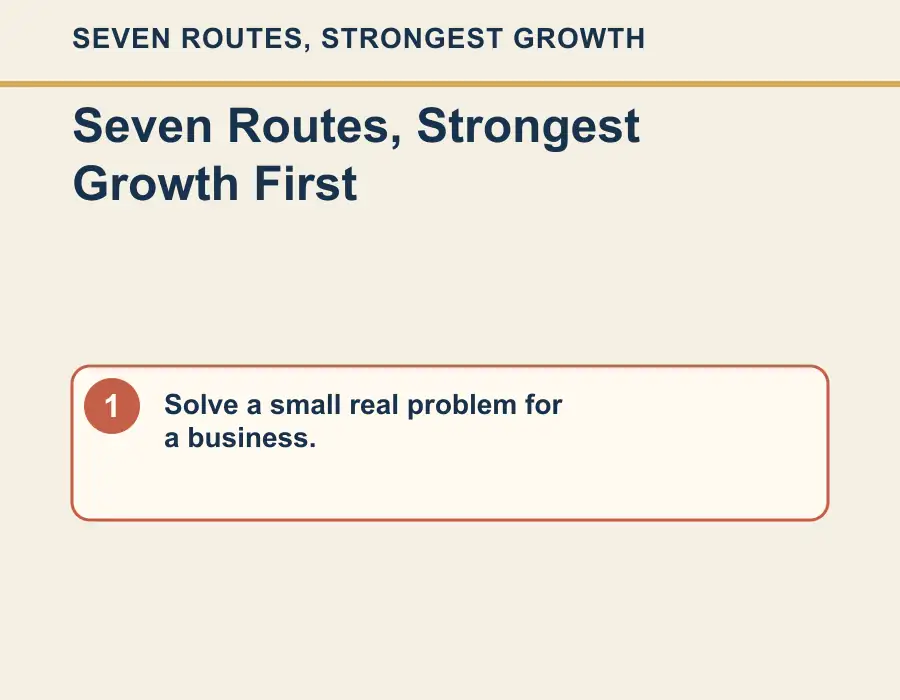 SEVEN ROUTES, STRONGEST GROWTH
Seven Routes, Strongest
Growth First
1
Solve a small real problem for
a business.